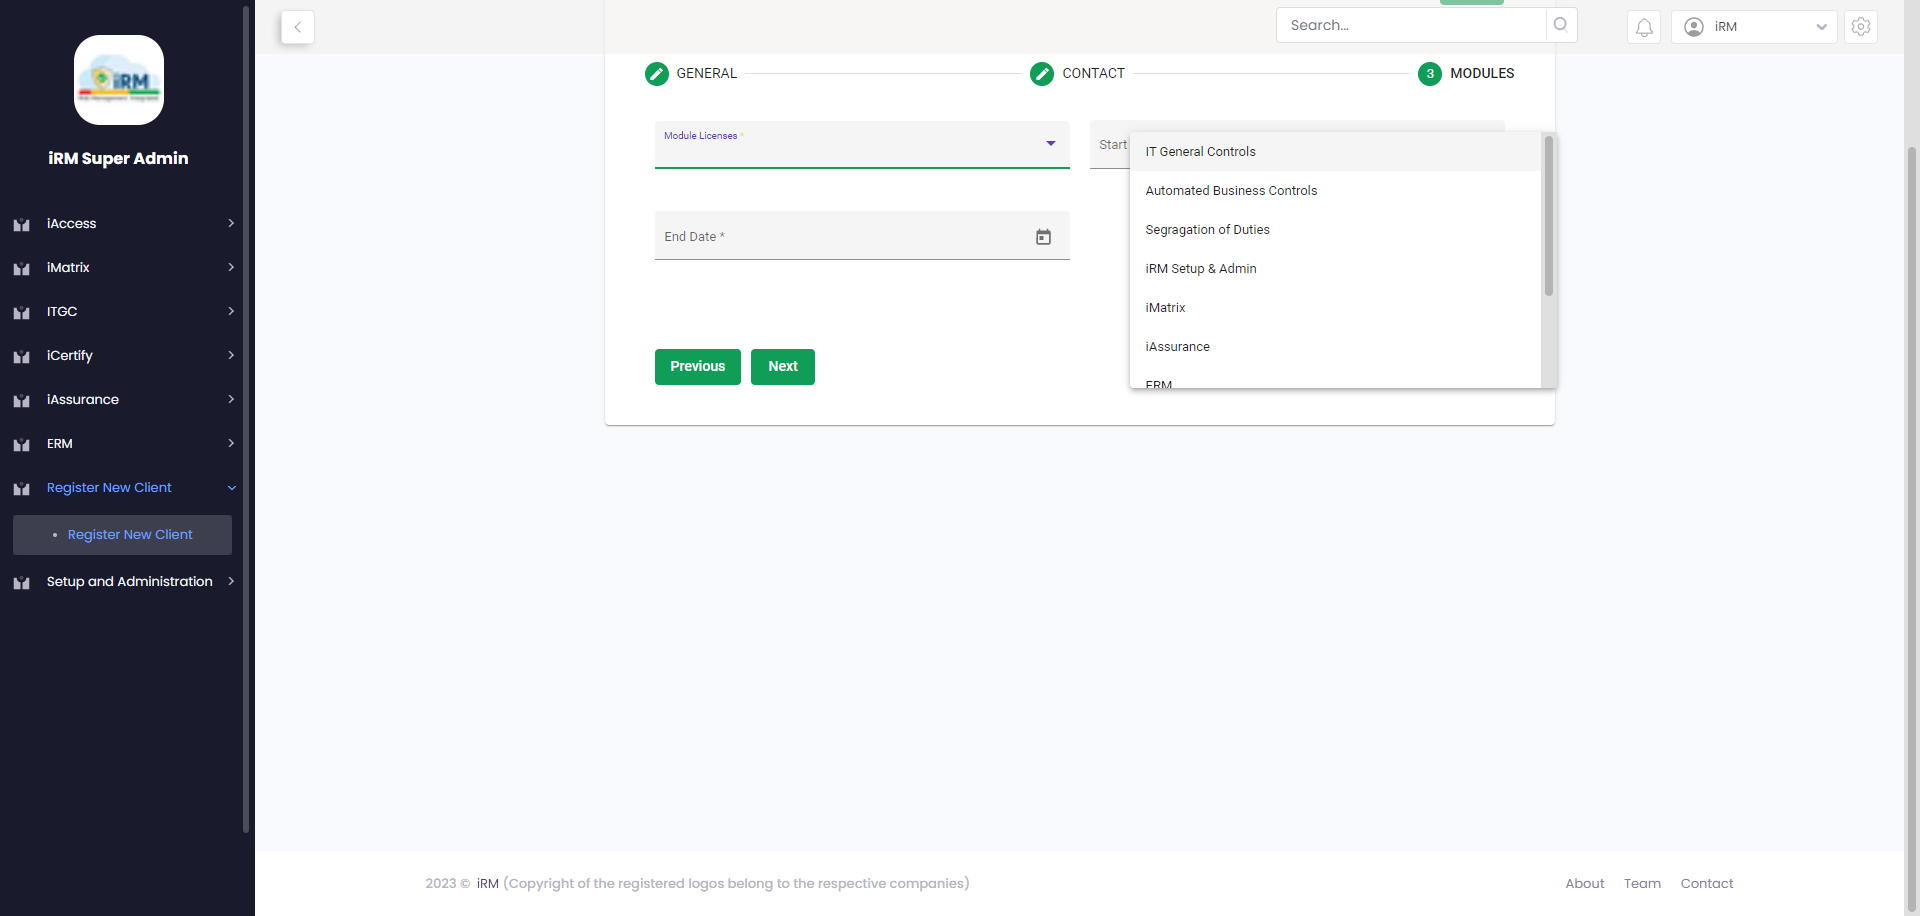 iRM
iRM Super Admin
iAccess
iMatrix
ITGC
iCertify
iAssurance
ERM
Register New Client
Register New Client
Setup and Administration
Search...
iRM
GENERAL
CONTACT
3 MODULES
Module Licenses *
Start
End Date *
IT General Controls
Automated Business Controls
Segragation of Duties
iRM Setup & Admin
iMatrix
iAssurance
ERM
Previous
Next
2023 © iRM (Copyright of the registered logos belong to the respective companies)
About Team Contact